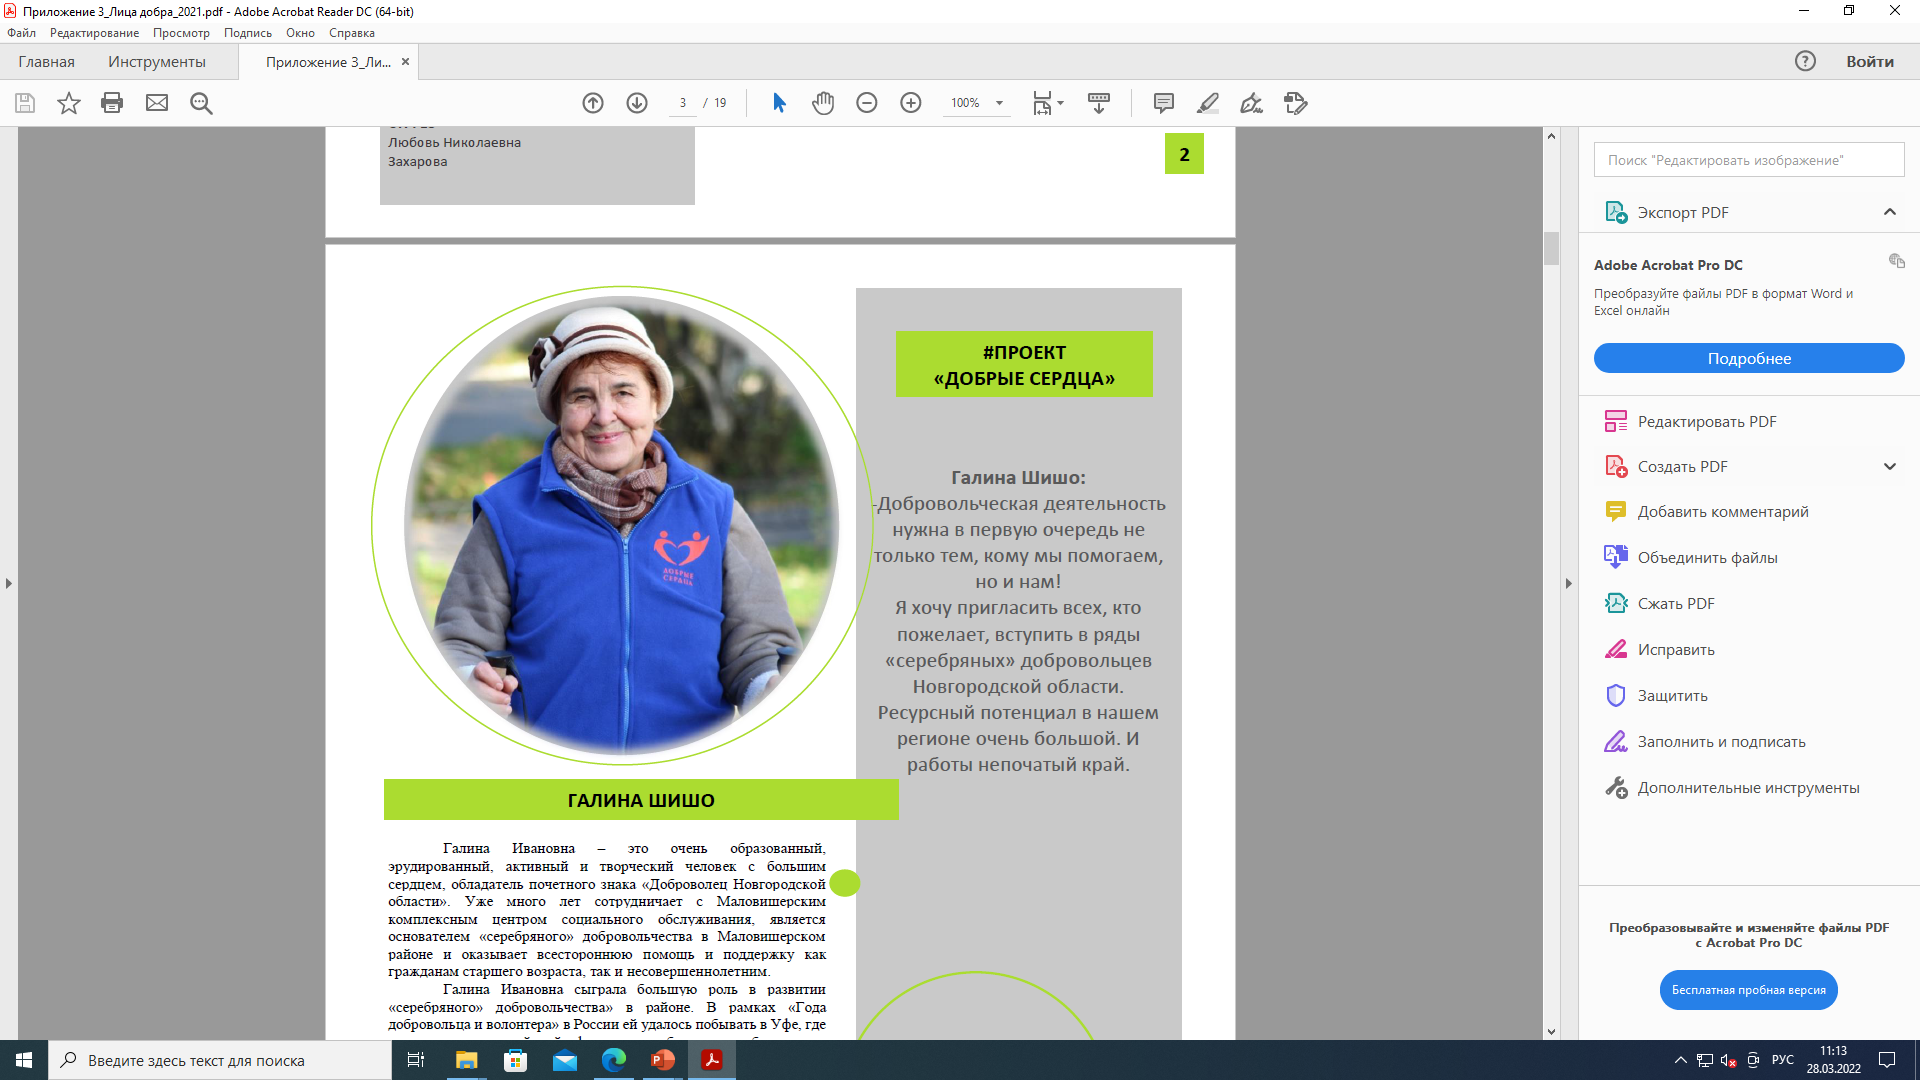 Приложение 3_Лица добра_2021.pdf - Adobe Acrobat Reader DC (64-bit)
Файл Редактирование Просмотр Подпись Окно Справка
Главная Инструменты Приложение 3_Ли... × Войти
3 / 19 100%
Любовь Николаевна
Захарова
2
#ПРОЕКТ
«ДОБРЫЕ СЕРДЦА»
Галина Шишо:
-Добровольческая деятельность
нужна в первую очередь не
только тем, кому мы помогаем,
но и нам!
Я хочу пригласить всех, кто
пожелает, вступить в ряды
«серебряных» добровольцев
Новгородской области.
Ресурсный потенциал в нашем
регионе очень большой. И
работы непочатый край.
ДОБРЫЕ
СЕРДЦА
ГАЛИНА ШИШО
Галина Ивановна – это очень образованный,
эрудированный, активный и творческий человек с большим
сердцем, обладатель почетного знака «Доброволец Новгородской
области». Уже много лет сотрудничает с Маловишерским
комплексным центром социального обслуживания, является
основателем «серебряного» добровольчества в Маловишерском
районе и оказывает всестороннюю помощь и поддержку как
гражданам старшего возраста, так и несовершеннолетним.
Галина Ивановна сыграла большую роль в развитии
«серебряного» добровольчества» в районе. В рамках «Года
добровольца и волонтера» в России ей удалось побывать в Уфе, где
Поиск "Редактировать изображение"
Экспорт PDF
Adobe Acrobat Pro DC
Преобразуйте файлы PDF в формат Word и
Excel онлайн
Подробнее
Редактировать PDF
Создать PDF
Добавить комментарий
Объединить файлы
Сжать PDF
Исправить
Защитить
Заполнить и подписать
Дополнительные инструменты
Преобразовывайте и изменяйте файлы PDF
с Acrobat Pro DC
Бесплатная пробная версия
Введите здесь текст для поиска
РУС
11:13
28.03.2022